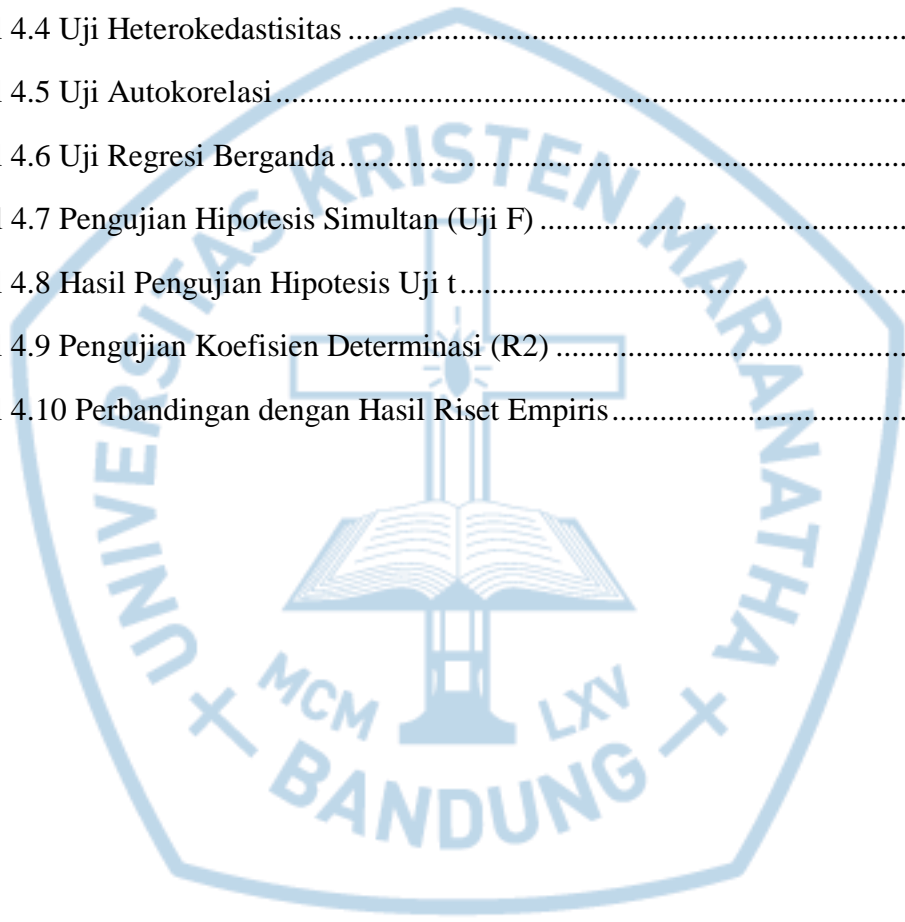 l 4.4 Uji Heterokedastisitas ........................................................................
l 4.5 Uji Autokorelasi ..................................................................................
l 4.6 Uji Regresi Berganda .........................................................................
l 4.7 Pengujian Hipotesis Simultan (Uji F) ................................................
l 4.8 Hasil Pengujian Hipotesis Uji t ..........................................................
l 4.9 Pengujian Koefisien Determinasi (R2) ..............................................
l 4.10 Perbandingan dengan Hasil Riset Empiris .......................................
UNIVERSITAS KRISTEN MARANATHA
MCM LXV
BANDUNG